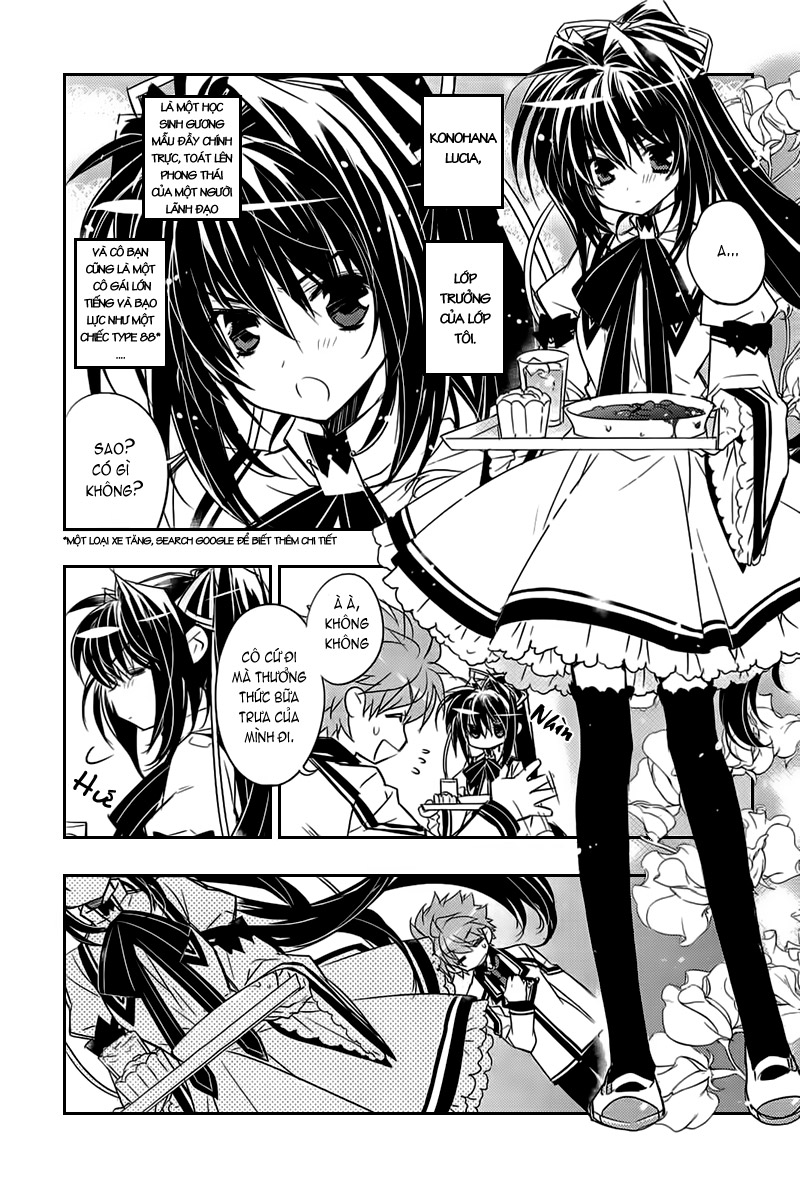 A...
KONOHANA
LUCIA,
LỚP
TRƯỞNG
CỦA LỚP
TÔI.
LÀ MỘT HỌC
SINH GƯƠNG
MẪU ĐẦY CHÍNH
TRỰC, TOÁT LÊN
PHONG THÁI
CỦA MỘT NGƯỜI
LÃNH ĐẠO
VÀ CÔ BẠN
CŨNG LÀ MỘT
CÔ GÁI LỚN
TIẾNG VÀ BẠO
LỰC NHƯ MỘT
CHIẾC TYPE 88*
....
SAO?
CÓ GÌ
KHÔNG?
*MỘT LOẠI XE TĂNG, SEARCH GOOGLE ĐỂ BIẾT THÊM CHI TIẾT
À À,
KHÔNG
KHÔNG
CÔ CỨ ĐI
MÀ THƯỞNG
THỨC BỮA
TRƯA CỦA
MÌNH ĐI.
Nhìn
Huê